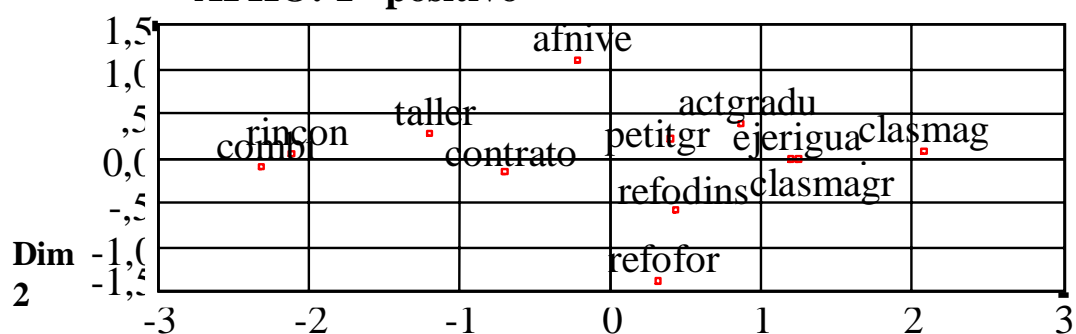 1,5
afnive
1,0
actgradu
,5
taller
rincon
petitgr
ejerigua
clasmag
combi
0,0
contrato
refodins
clasmagr
-,5
Dim
2
-1,0
refofor
-1,5
-3 -2 -1 0 1 2 3